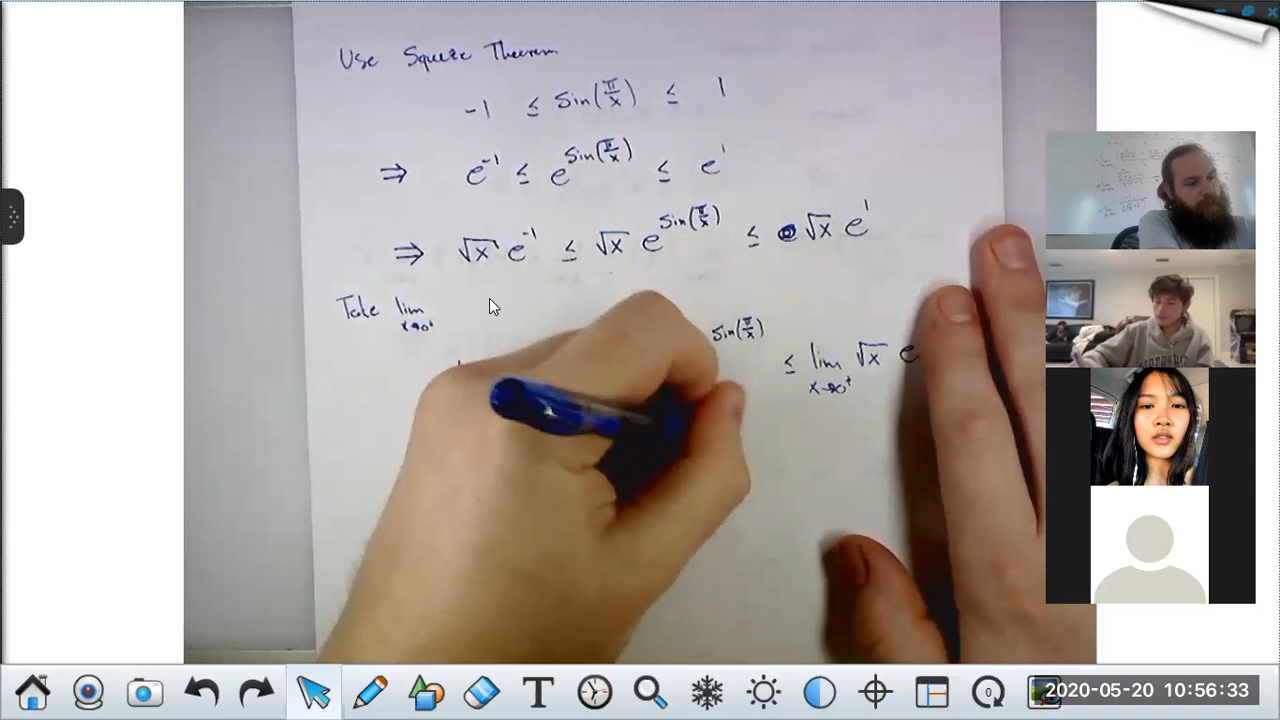 Use Squeeze Theorem
-1 ≤ sin(π/x) ≤ 1
⇒ e^-1 ≤ e^sin(π/x) ≤ e^1
⇒ √x e^-1 ≤ √x e^sin(π/x) ≤ √x e^1
Take lim x→0+
sin(π/x) ≤ lim x→0+ √x e
T
0
2020-05-20 10:56:33